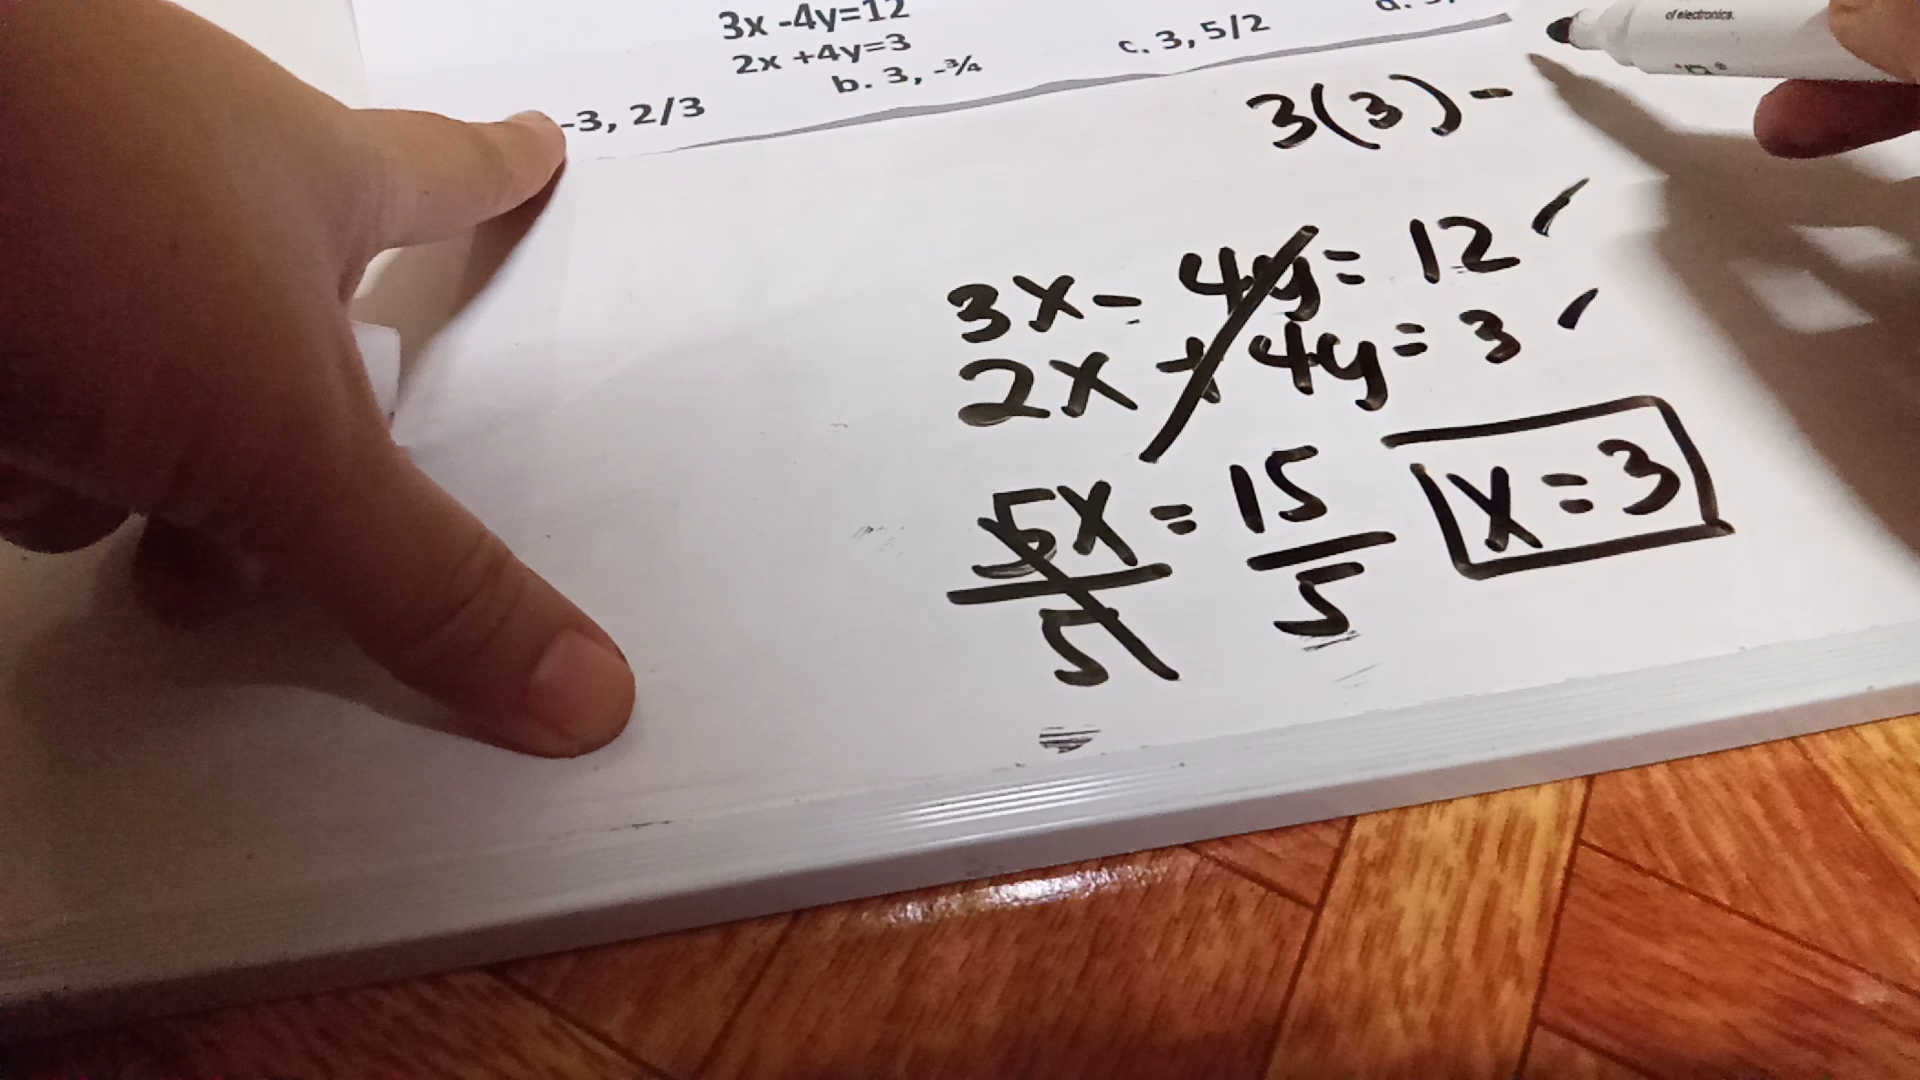 3x -4y=12
2x +4y=3
-3, 2/3
b. 3, -¾
c. 3, 5/2
d.
of electronics.
3(3) -
3x - 4y = 12
2x + 4y = 3
5x = 15
5 5
x = 3